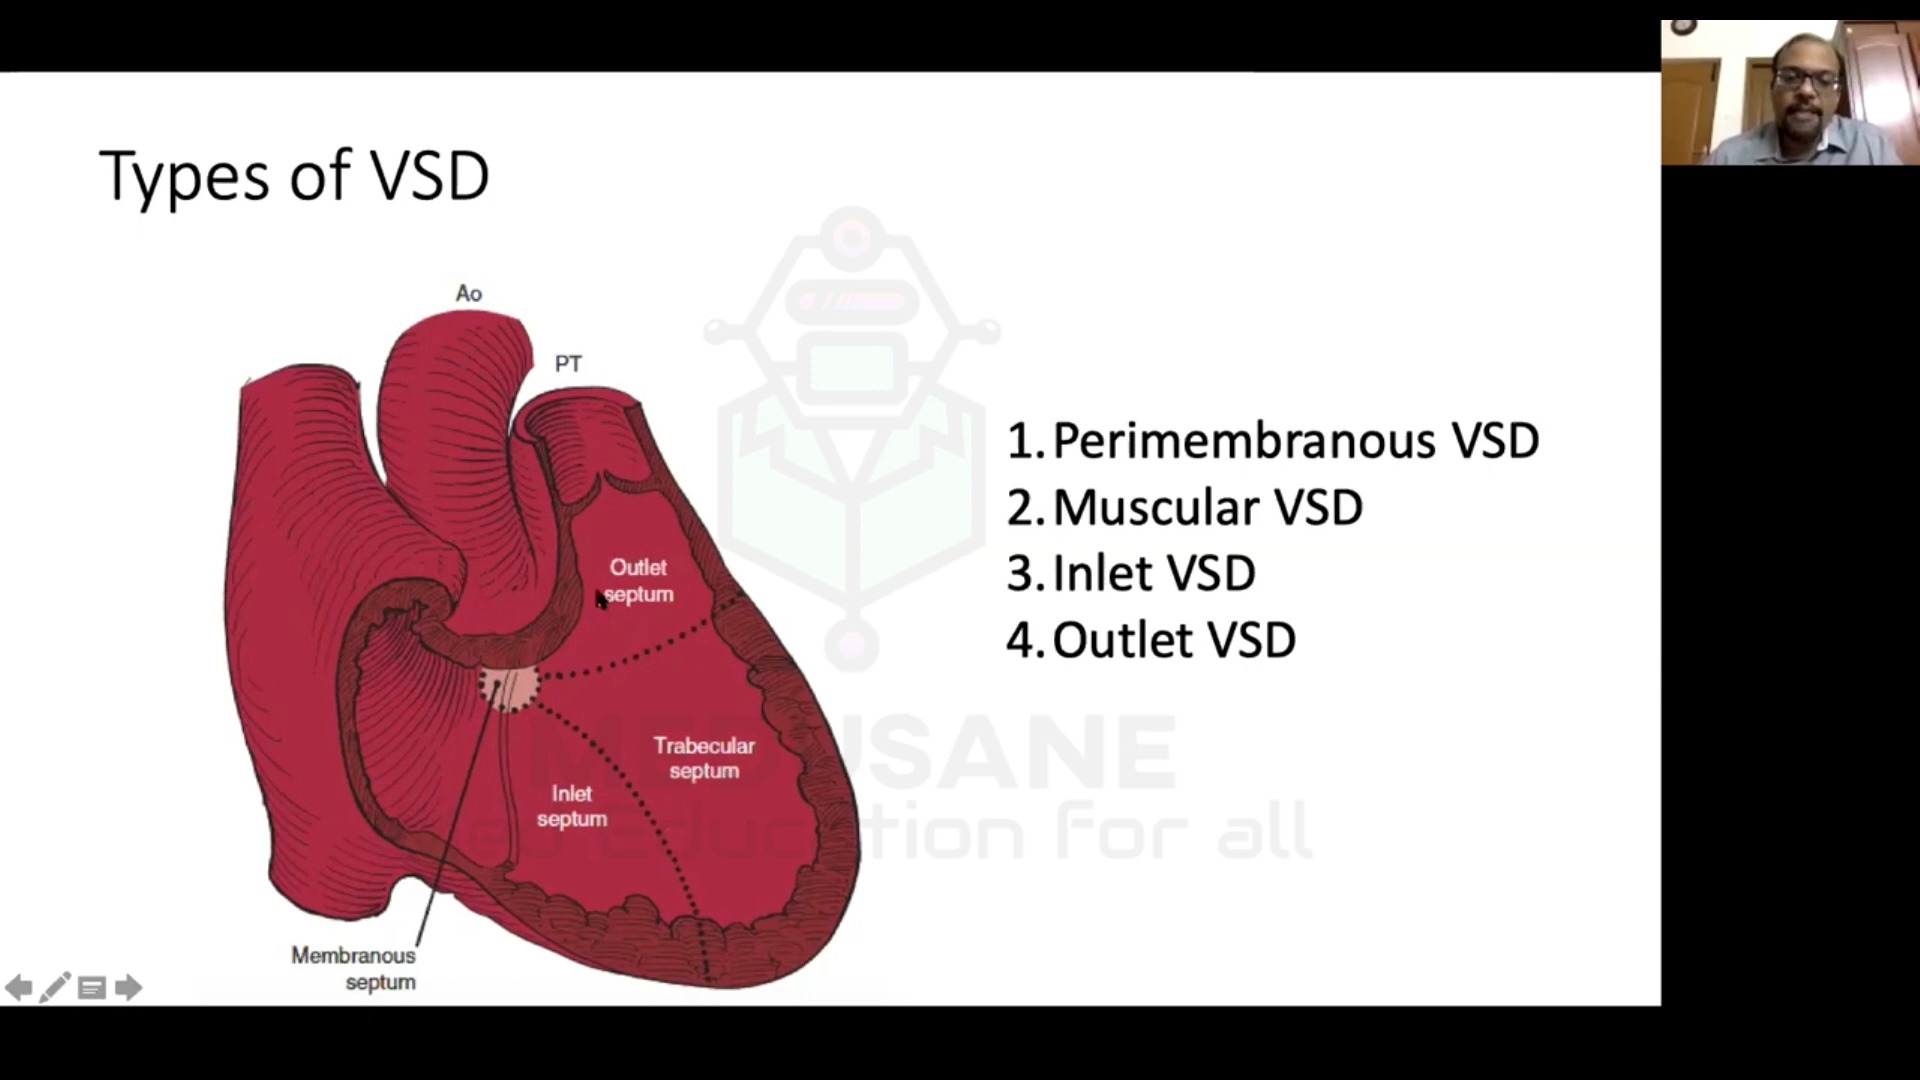 Types of VSD
Ao
PT
Outlet
septum
Trabecular
septum
Inlet
septum
Membranous
septum
1. Perimembranous VSD
2. Muscular VSD
3. Inlet VSD
4. Outlet VSD
MEDUSANE
Education for all